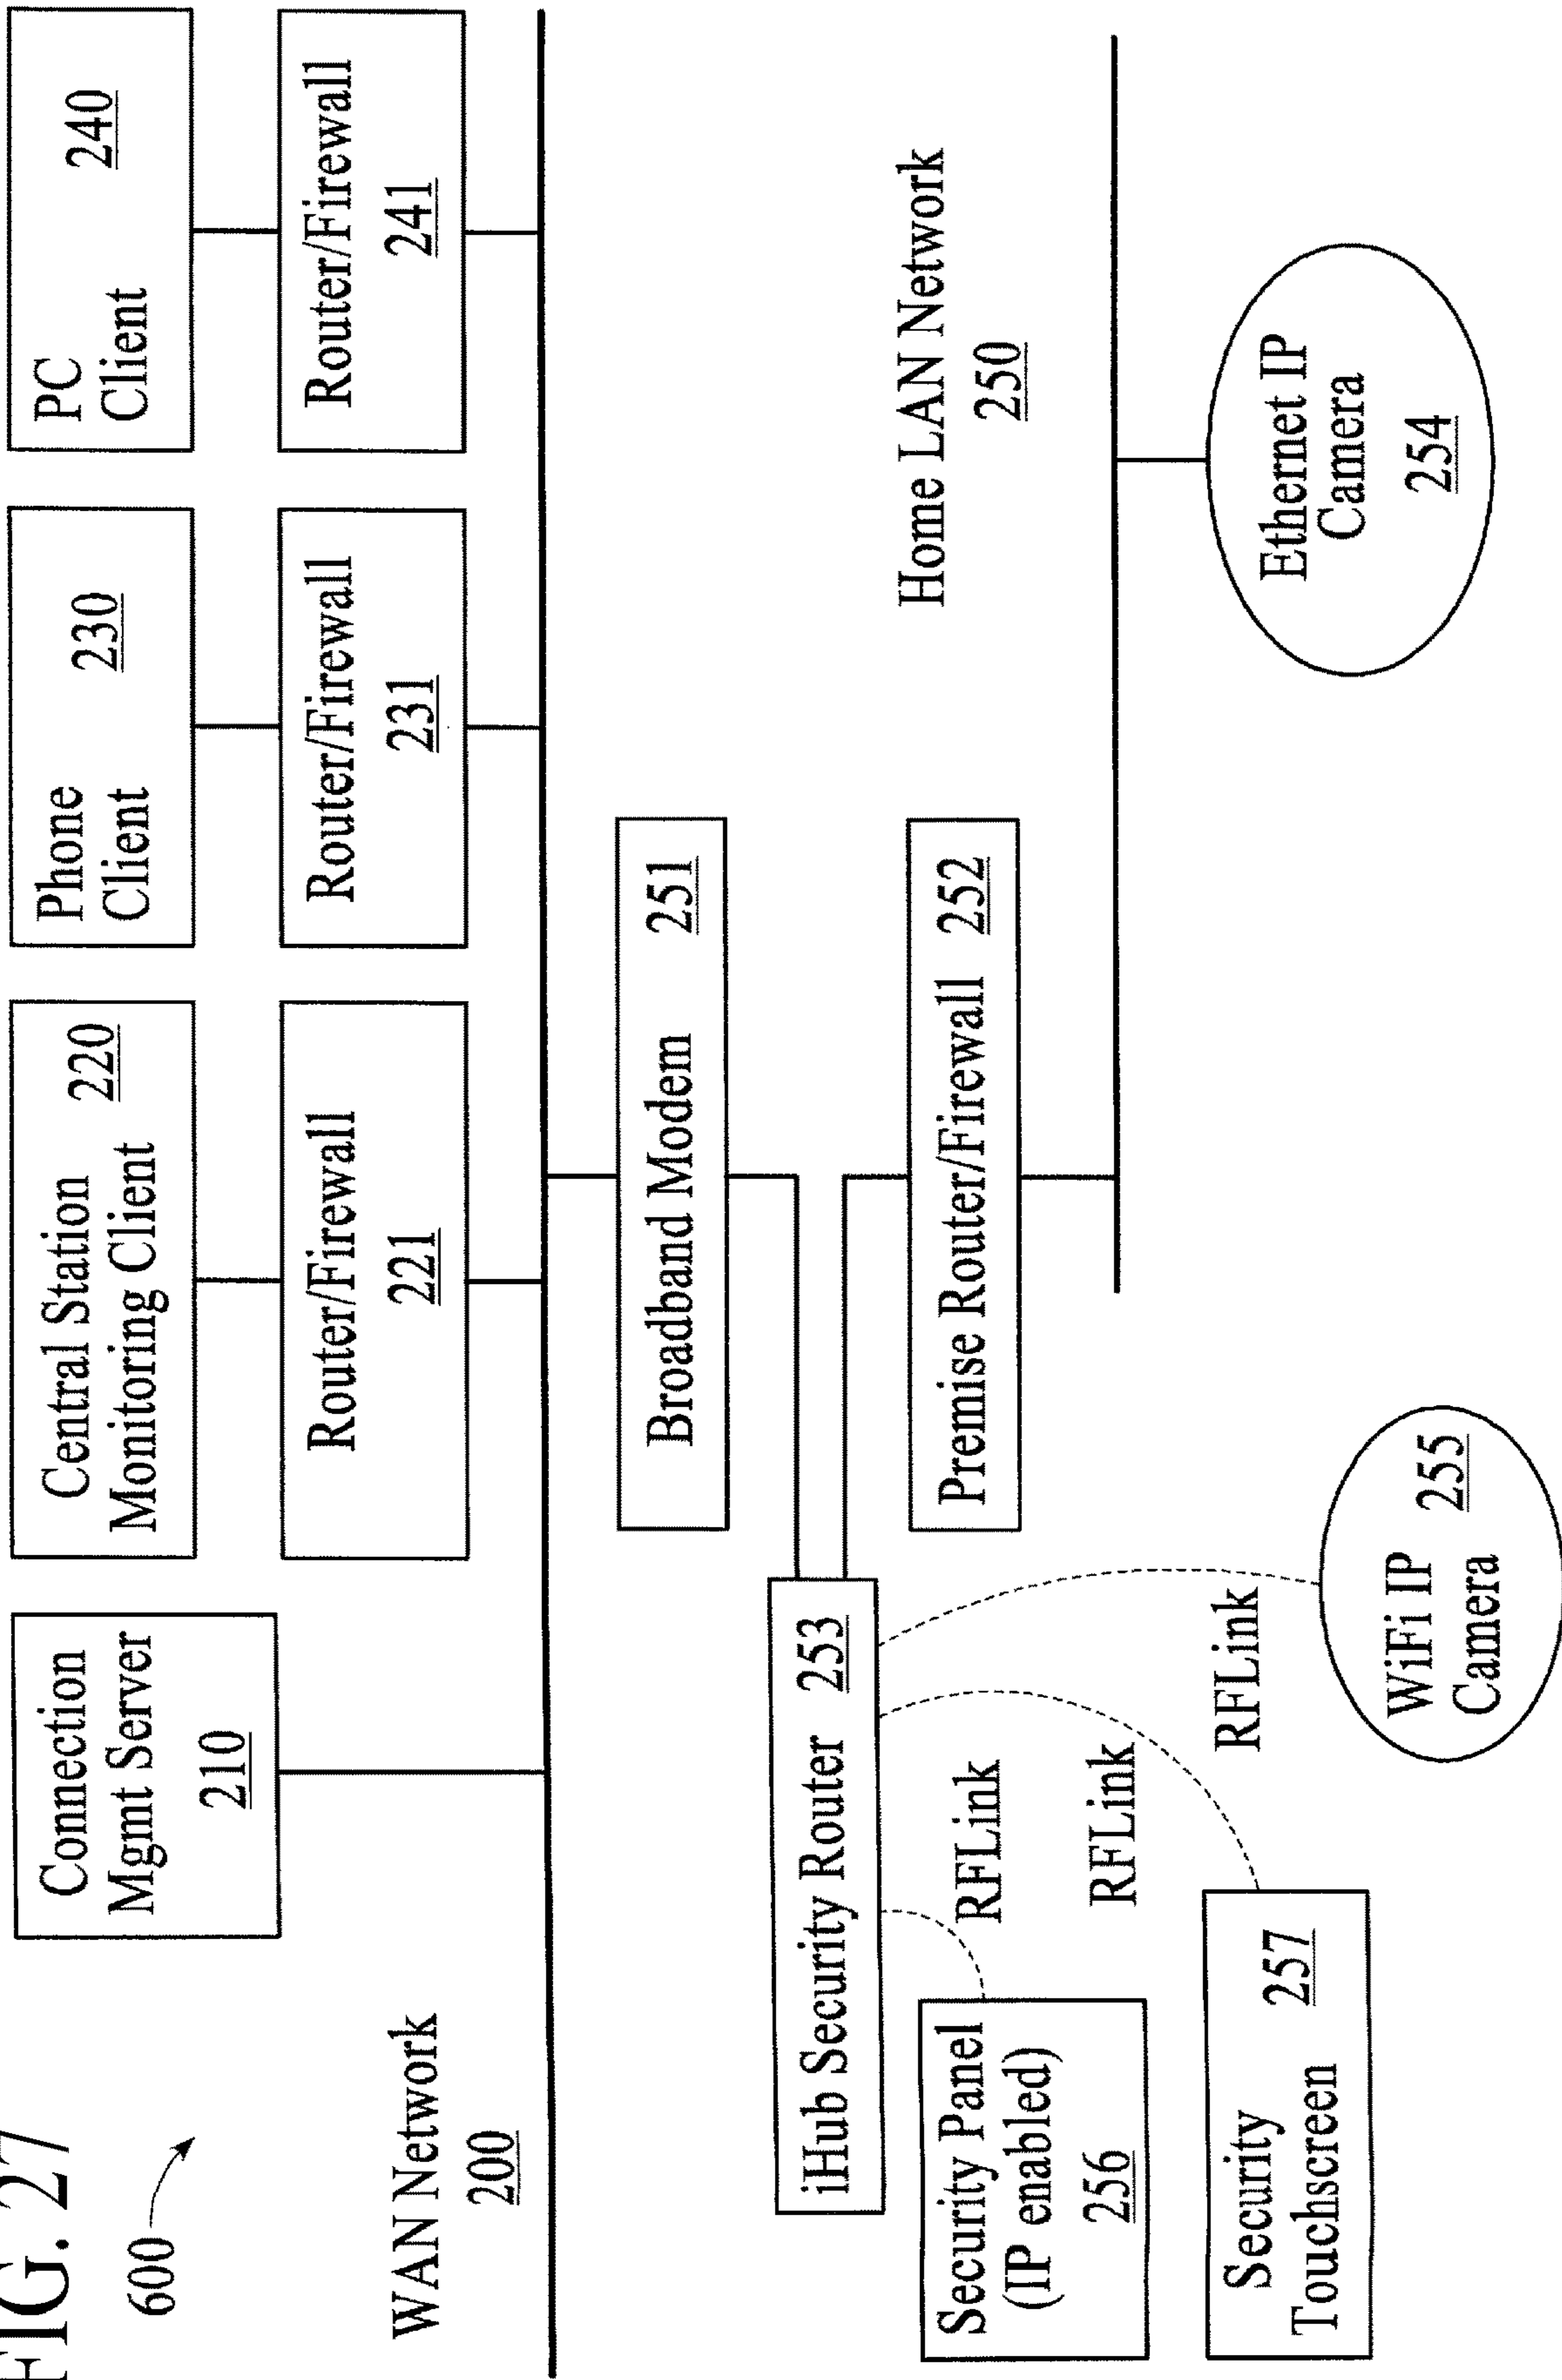 FIG. 27
600
WAN Network
200
Connection
Mgmt Server
210
Central Station
Monitoring Client
220
Router/Firewall
221
Phone
Client
230
Router/Firewall
231
PC
Client
240
Router/Firewall
241
Broadband Modem 251
iHub Security Router 253
Premise Router/Firewall 252
Home LAN Network
250
Security Panel
(IP enabled)
256
RFLink
RFLink
RFLink
Security
Touchscreen
257
WiFi IP
Camera
255
Ethernet IP
Camera
254